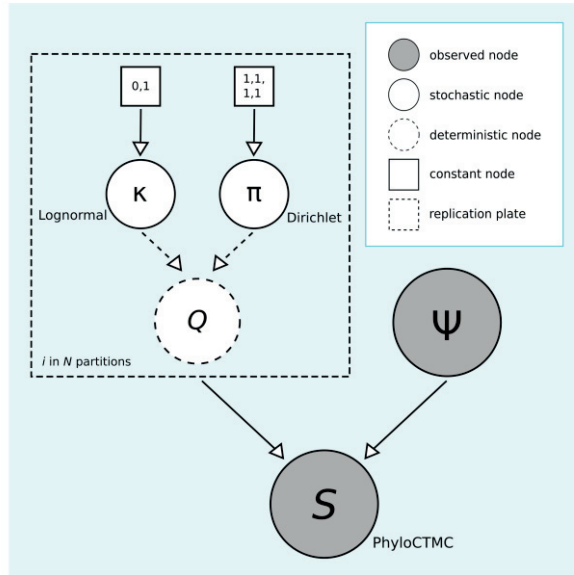 0,1
1,1,
1,1
κ
π
Lognormal
Dirichlet
Q
i in N partitions
observed node
stochastic node
deterministic node
constant node
replication plate
Ψ
S
PhyloCTMC